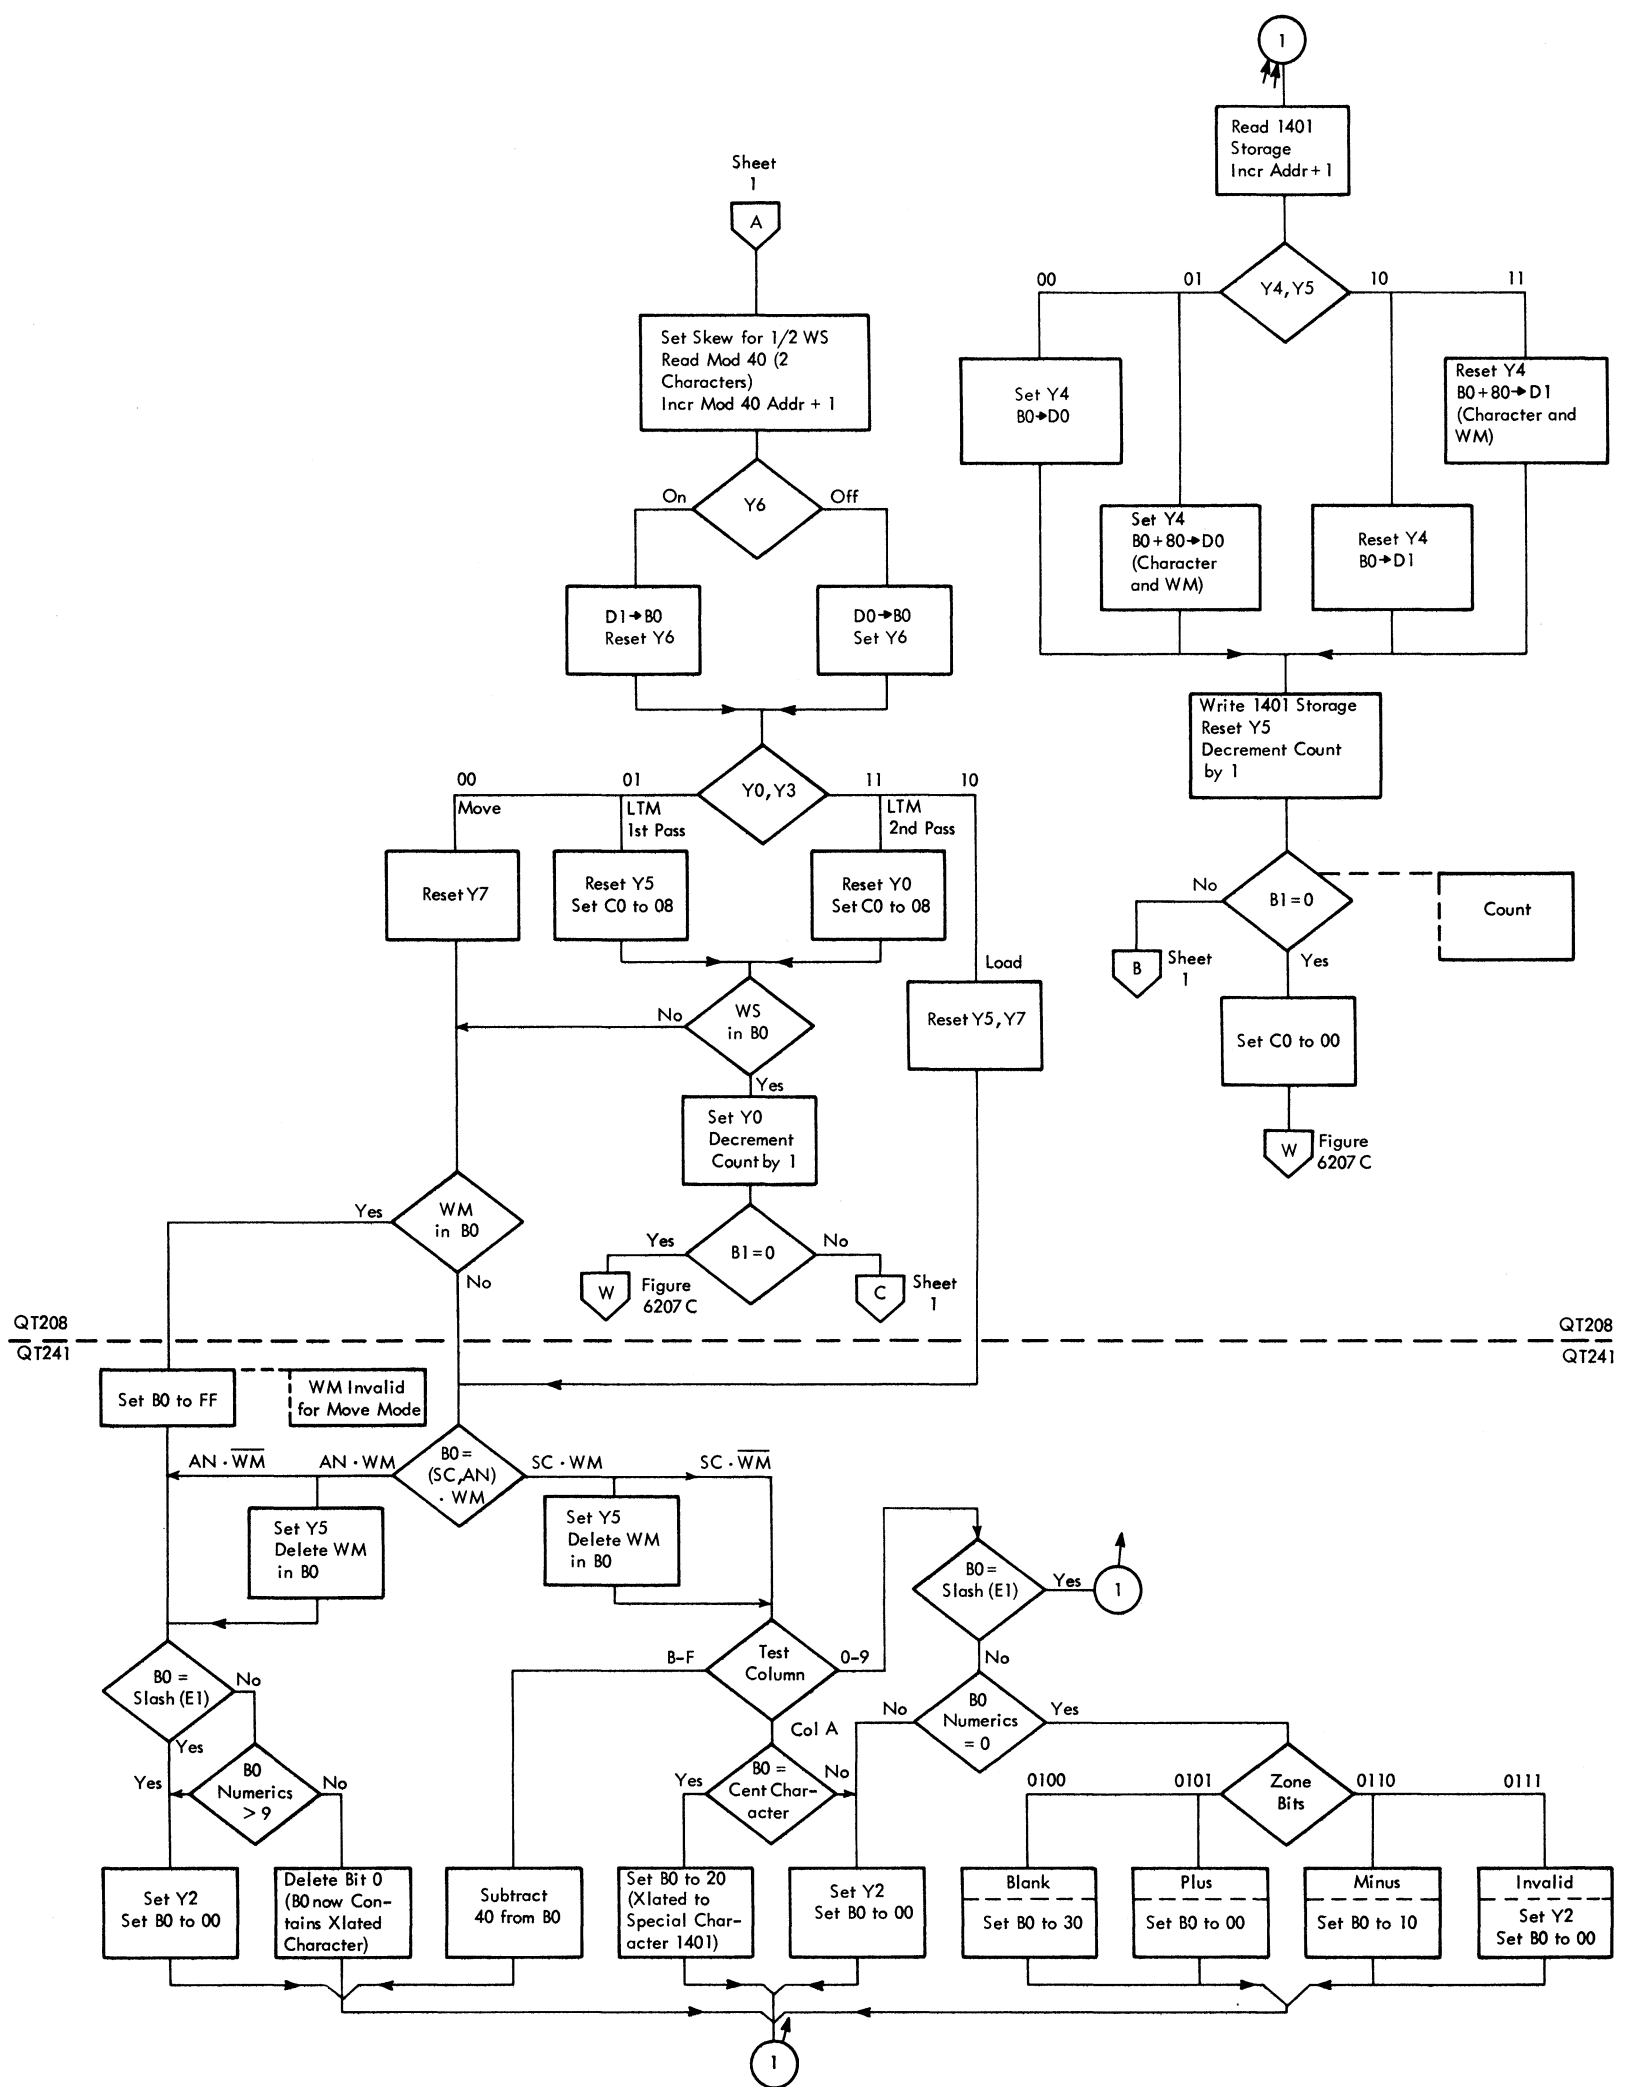 1
Read 1401
Storage
Incr Addr + 1
Sheet
1
A
00
01
Y4, Y5
10
11
Set Skew for 1/2 WS
Read Mod 40 (2
Characters)
Incr Mod 40 Addr + 1
Set Y4
B0→D0
Reset Y4
B0+80→D1
(Character and
WM)
On
Y6
Off
Set Y4
B0+80→D0
(Character
and WM)
Reset Y4
B0→D1
D1→B0
Reset Y6
D0→B0
Set Y6
Write 1401 Storage
Reset Y5
Decrement Count
by 1
00
Move
01
LTM
1st Pass
Y0, Y3
11
LTM
2nd Pass
10
Reset Y7
Reset Y5
Set C0 to 08
Reset Y0
Set C0 to 08
No
B1=0
Count
B
Sheet
1
Yes
Load
Reset Y5, Y7
No
WS
in B0
Yes
Set C0 to 00
Set Y0
Decrement
Count by 1
W
Figure
6207 C
Yes
WM
in B0
No
Yes
B1=0
No
W
Figure
6207 C
C
Sheet
1
QT208
QT208
QT241
QT241
Set B0 to FF
WM Invalid
for Move Mode
AN · W̅M̅
AN · WM
B0 =
(SC,AN)
· WM
SC · WM
SC · W̅M̅
Set Y5
Delete WM
in B0
Set Y5
Delete WM
in B0
B0 =
Slash (E1)
Yes
1
No
B0 =
Slash (E1)
No
Yes
B-F
Test
Column
0-9
Col A
No
B0
Numerics
= 0
Yes
Yes
B0
Numerics
> 9
No
Yes
B0 =
Cent Char-
acter
No
0100
0101
Zone
Bits
0110
0111
Set Y2
Set B0 to 00
Delete Bit 0
(B0 now Con-
tains Xlated
Character)
Subtract
40 from B0
Set B0 to 20
(Xlated to
Special Char-
acter 1401)
Set Y2
Set B0 to 00
Blank
Set B0 to 30
Plus
Set B0 to 00
Minus
Set B0 to 10
Invalid
Set Y2
Set B0 to 00
1